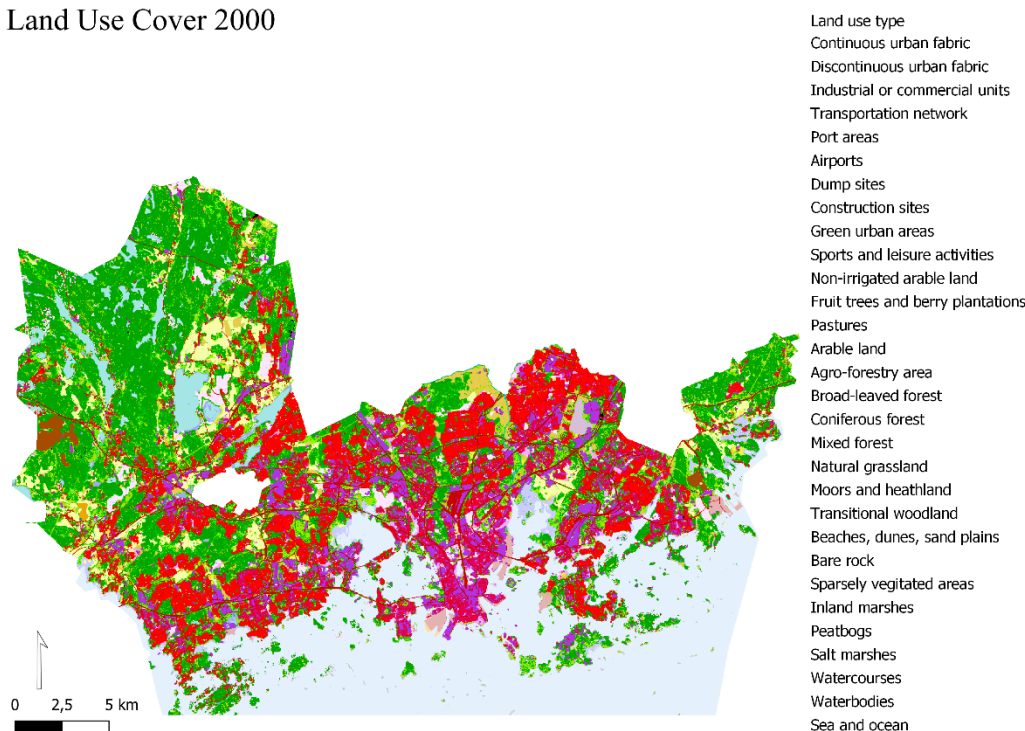 Land Use Cover 2000
Land use type
Continuous urban fabric
Discontinuous urban fabric
Industrial or commercial units
Transportation network
Port areas
Airports
Dump sites
Construction sites
Green urban areas
Sports and leisure activities
Non-irrigated arable land
Fruit trees and berry plantations
Pastures
Arable land
Agro-forestry area
Broad-leaved forest
Coniferous forest
Mixed forest
Natural grassland
Moors and heathland
Transitional woodland
Beaches, dunes, sand plains
Bare rock
Sparsely vegitated areas
Inland marshes
Peatbogs
Salt marshes
Watercourses
Waterbodies
Sea and ocean
0 2,5 5 km